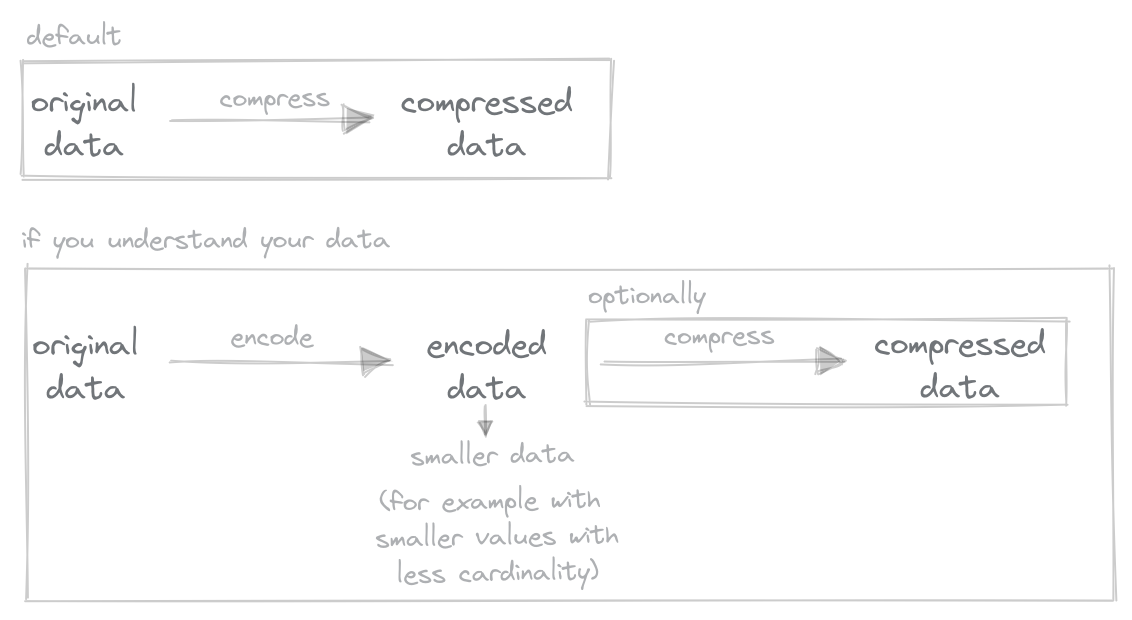 default
original
data
compress
compressed
data
if you understand your data
original
data
encode
encoded
data
optionally
compress
compressed
data
smaller data
(for example with
smaller values with
less cardinality)